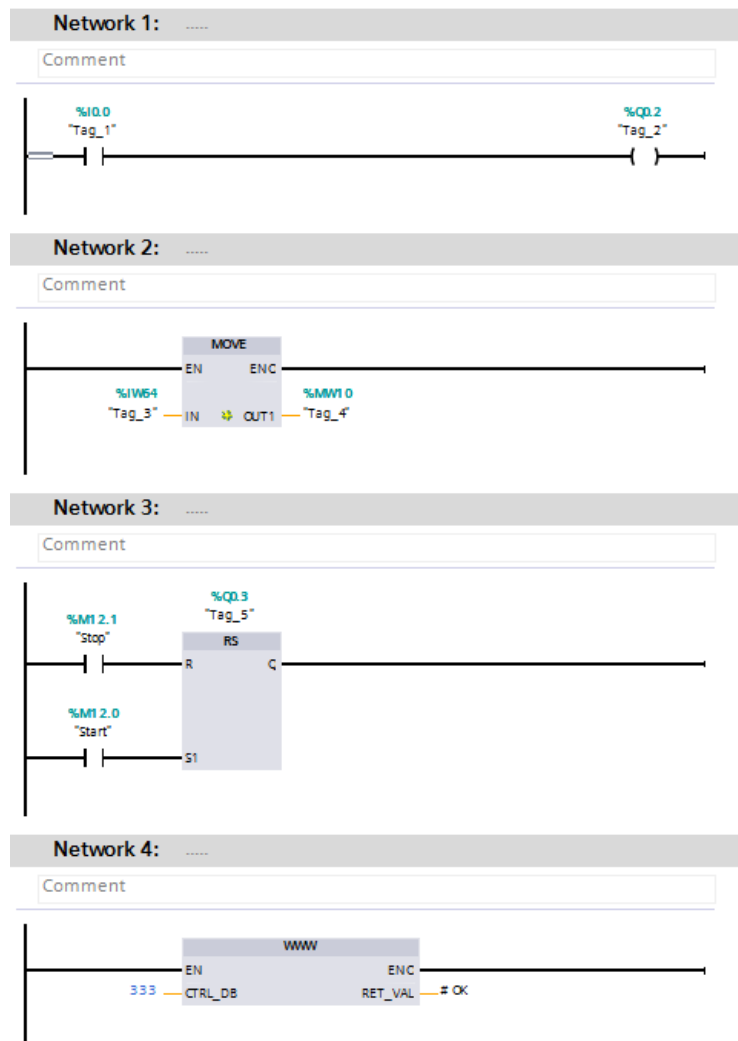 Network 1: .....
Comment
%I0.0 %Q0.2
"Tag_1" "Tag_2"
Network 2: .....
Comment
MOVE
EN ENO
%IW64 %MW10
"Tag_3" IN OUT1 "Tag_4"
Network 3: .....
Comment
%Q0.3
"Tag_5"
%M12.1
"Stop"
RS
R Q
%M12.0
"Start"
S1
Network 4: .....
Comment
WWW
EN ENO
333 CTRL_DB RET_VAL # OK